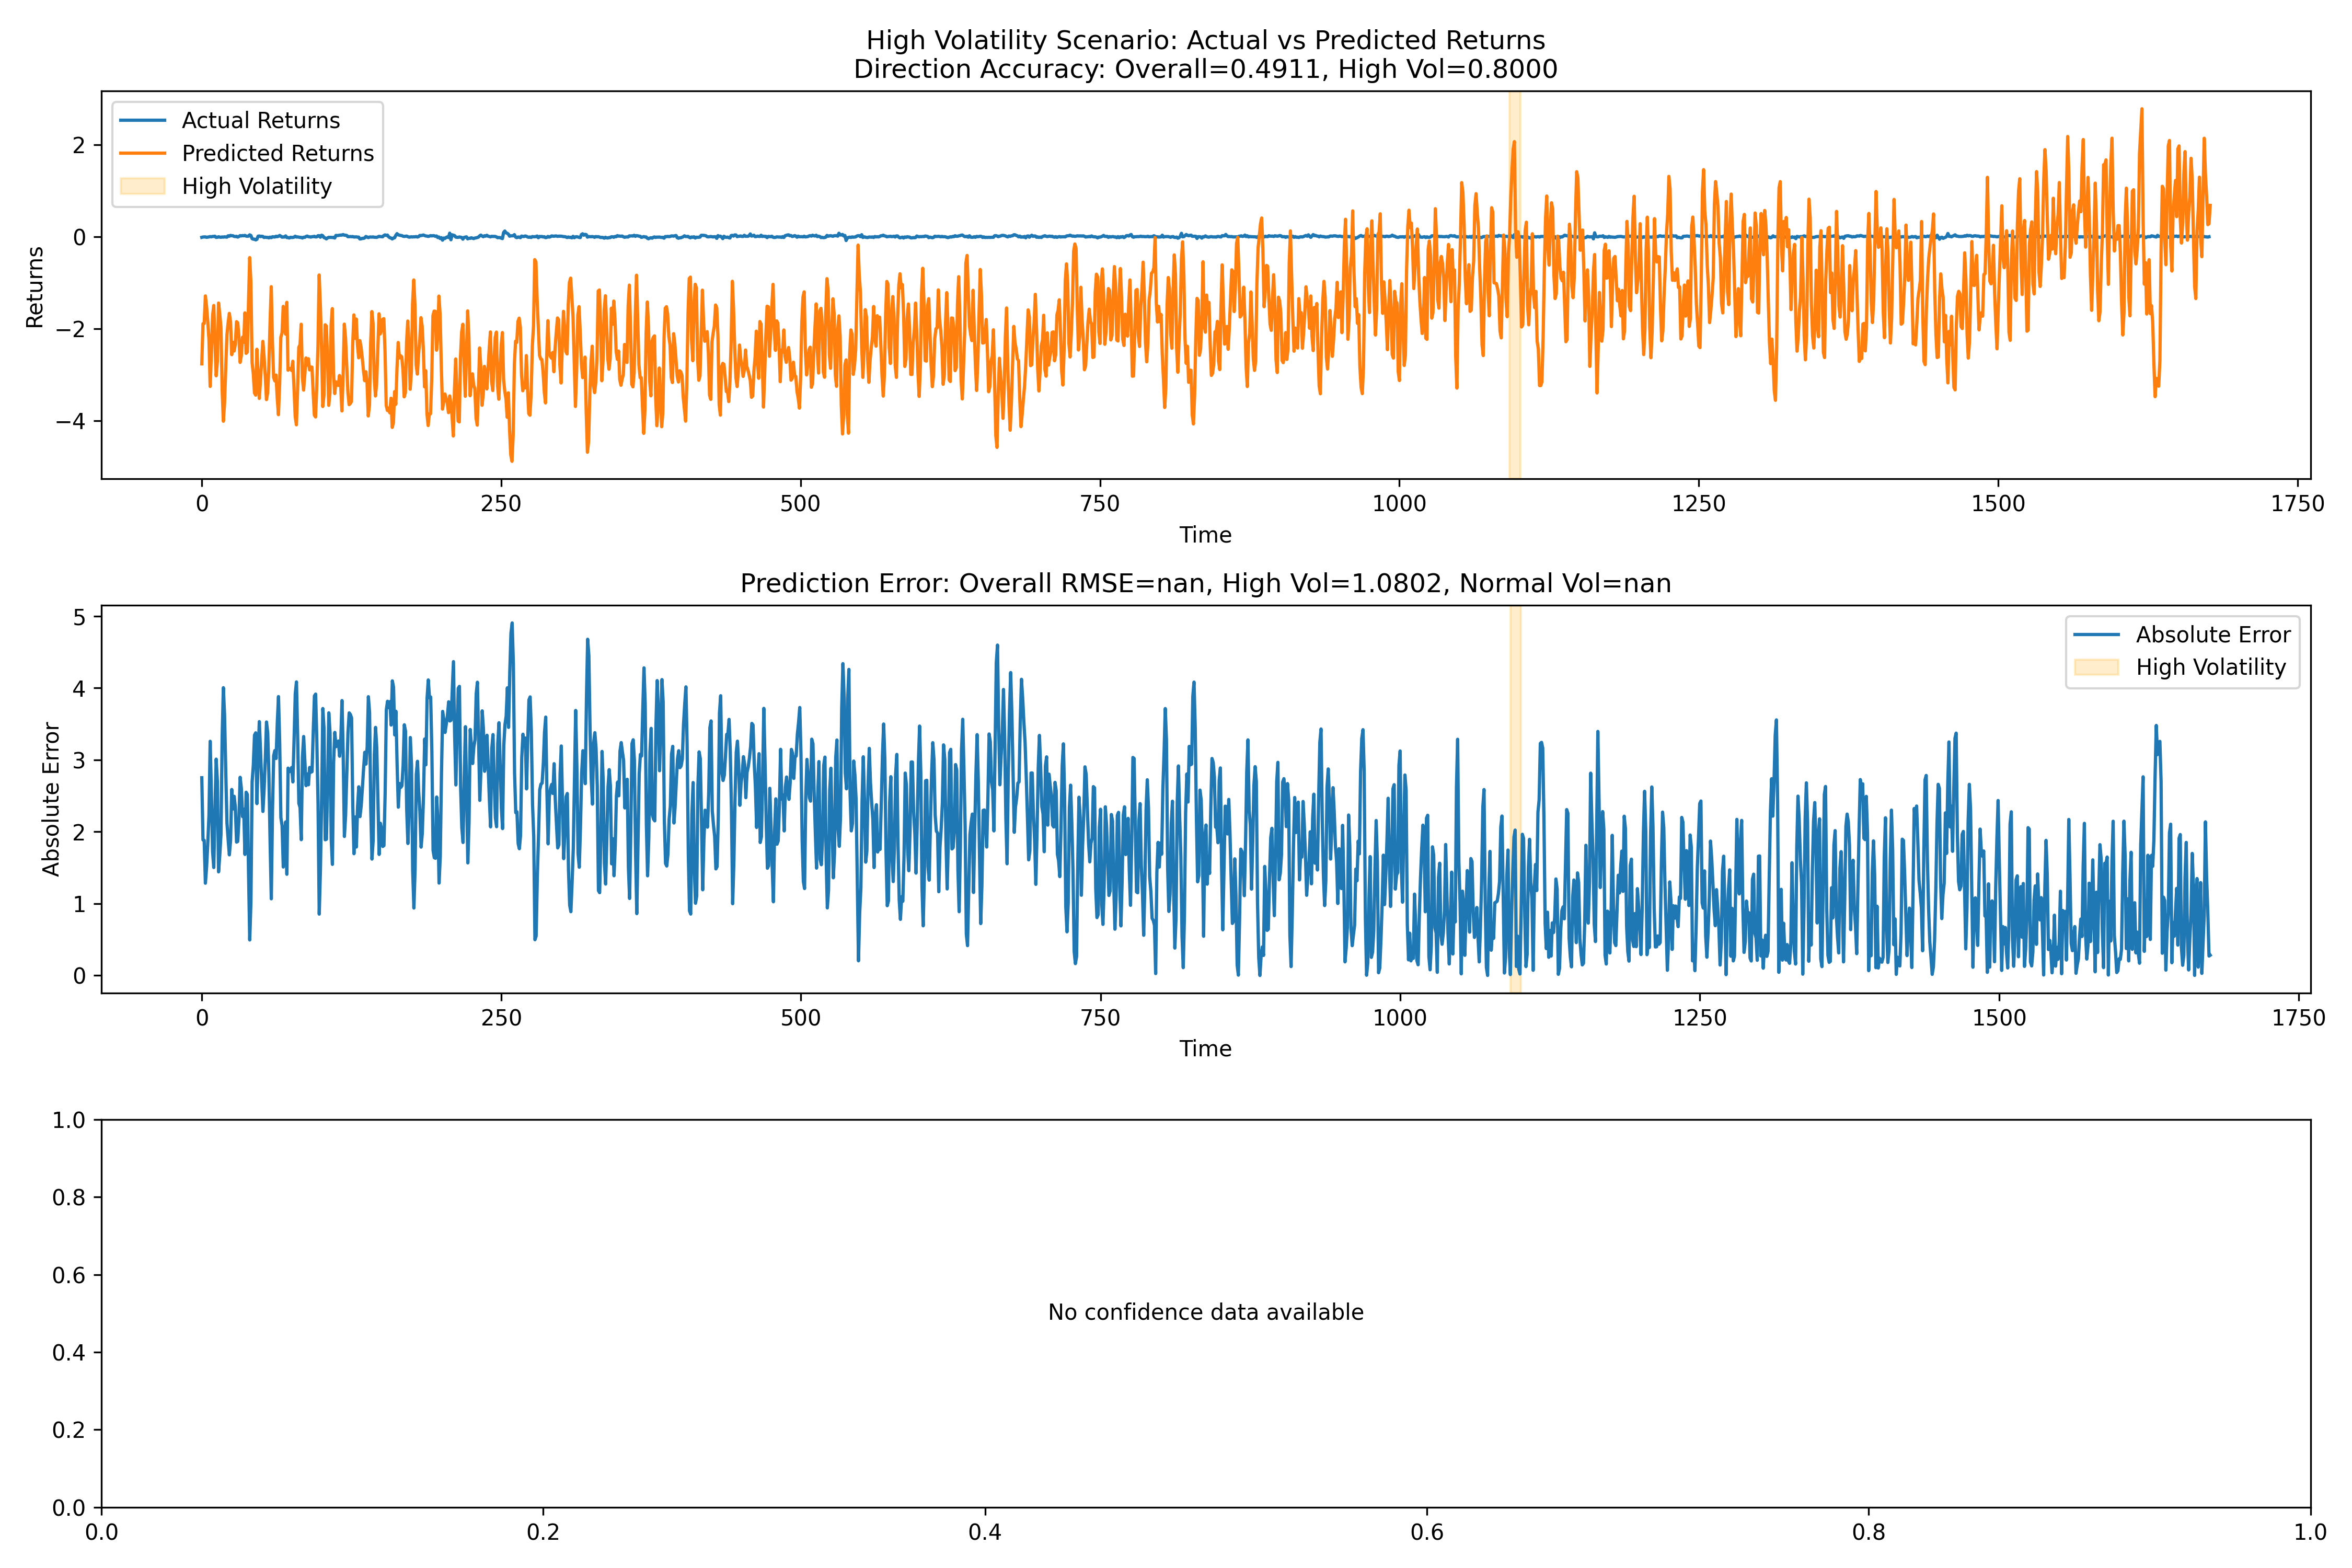 High Volatility Scenario: Actual vs Predicted Returns
Direction Accuracy: Overall=0.4911, High Vol=0.8000
Actual Returns
Predicted Returns
High Volatility
Returns
2
0
−2
−4
0 250 500 750 1000 1250 1500 1750
Time
Prediction Error: Overall RMSE=nan, High Vol=1.0802, Normal Vol=nan
Absolute Error
High Volatility
Absolute Error
5
4
3
2
1
0
0 250 500 750 1000 1250 1500 1750
Time
1.0
0.8
0.6
0.4
0.2
0.0
No confidence data available
0.0 0.2 0.4 0.6 0.8 1.0